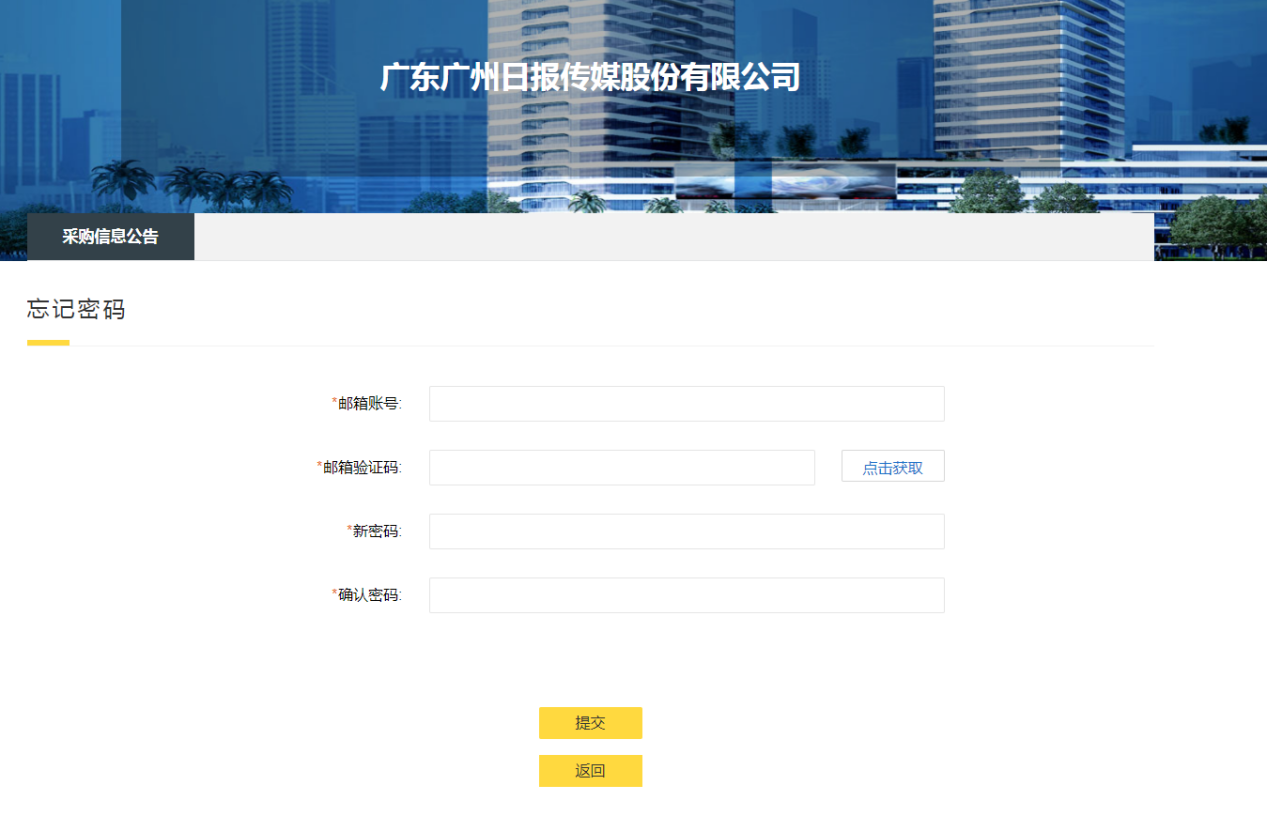 广东广州日报传媒股份有限公司
采购信息公告
忘记密码
*邮箱账号:
*邮箱验证码:
点击获取
*新密码:
*确认密码:
提交
返回